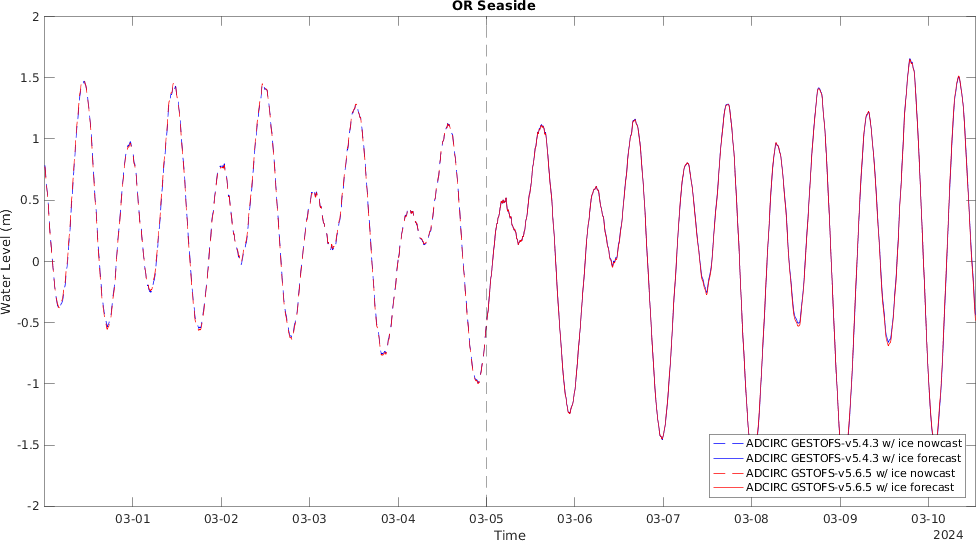 OR Seaside
2
1.5
1
0.5
0
-0.5
-1
-1.5
-2
Water Level (m)
03-01 03-02 03-03 03-04 03-05 03-06 03-07 03-08 03-09 03-10
Time
2024
ADCIRC GESTOFS-v5.4.3 w/ ice nowcast
ADCIRC GESTOFS-v5.4.3 w/ ice forecast
ADCIRC GSTOFS-v5.6.5 w/ ice nowcast
ADCIRC GSTOFS-v5.6.5 w/ ice forecast